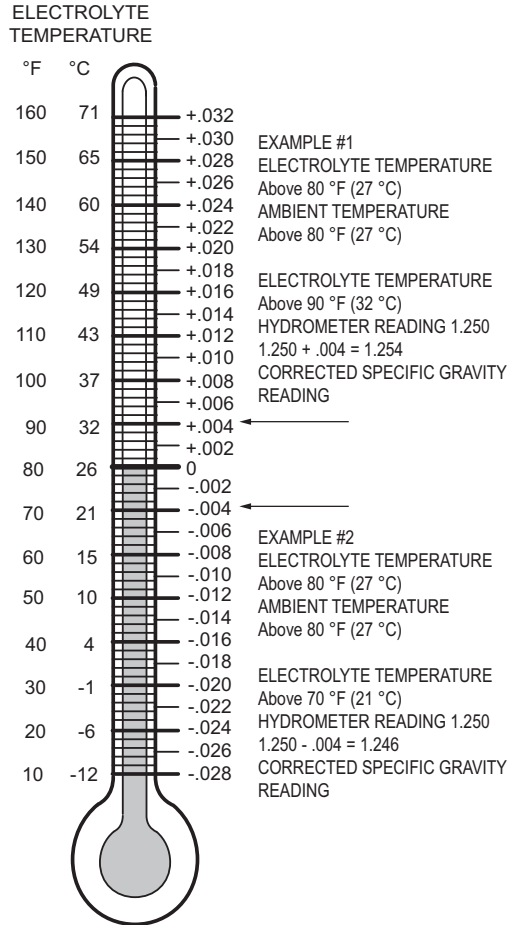 ELECTROLYTE
TEMPERATURE
°F °C
160 71 +.032
+.030
150 65 +.028
+.026
140 60 +.024
+.022
130 54 +.020
+.018
120 49 +.016
+.014
110 43 +.012
+.010
100 37 +.008
+.006
90 32 +.004
+.002
80 26 0
-.002
70 21 -.004
-.006
60 15 -.008
-.010
50 10 -.012
-.014
40 4 -.016
-.018
30 -1 -.020
-.022
20 -6 -.024
-.026
10 -12 -.028
EXAMPLE #1
ELECTROLYTE TEMPERATURE
Above 80 °F (27 °C)
AMBIENT TEMPERATURE
Above 80 °F (27 °C)
ELECTROLYTE TEMPERATURE
Above 90 °F (32 °C)
HYDROMETER READING 1.250
1.250 + .004 = 1.254
CORRECTED SPECIFIC GRAVITY
READING
EXAMPLE #2
ELECTROLYTE TEMPERATURE
Above 80 °F (27 °C)
AMBIENT TEMPERATURE
Above 80 °F (27 °C)
ELECTROLYTE TEMPERATURE
Above 70 °F (21 °C)
HYDROMETER READING 1.250
1.250 - .004 = 1.246
CORRECTED SPECIFIC GRAVITY
READING